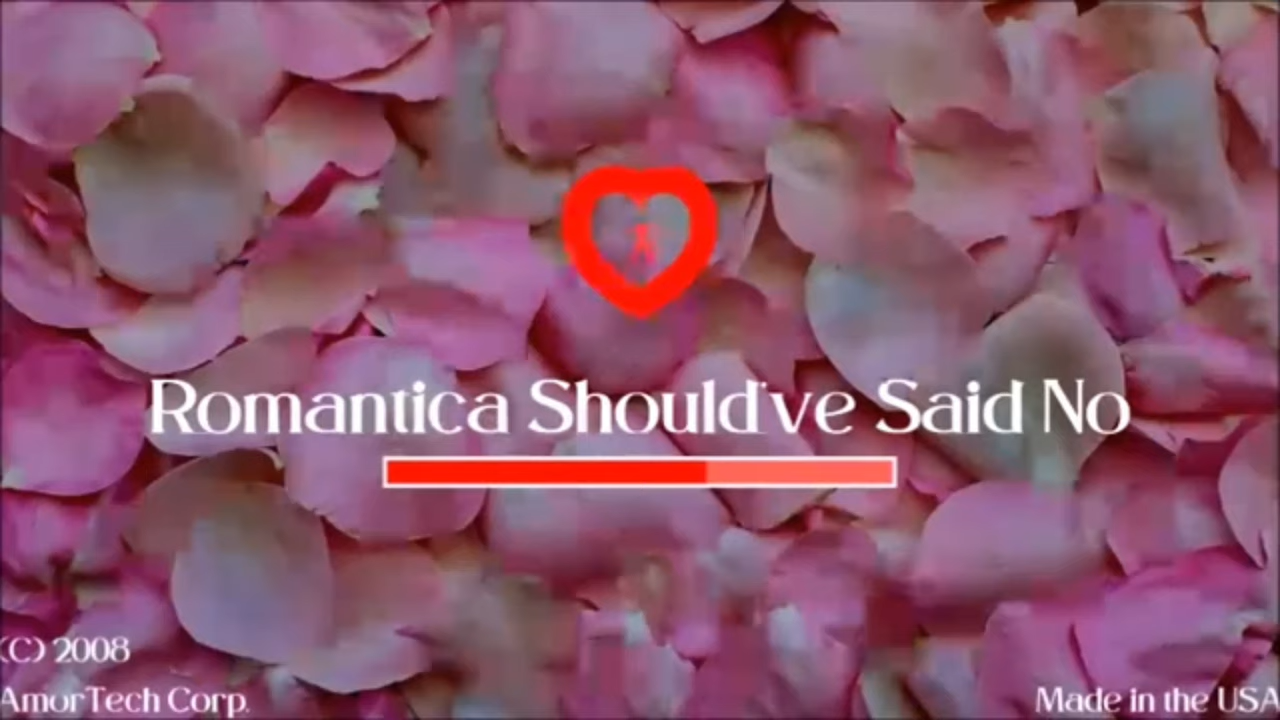 Romantica Should've Said No
(C) 2008
AmorTech Corp.
Made in the USA